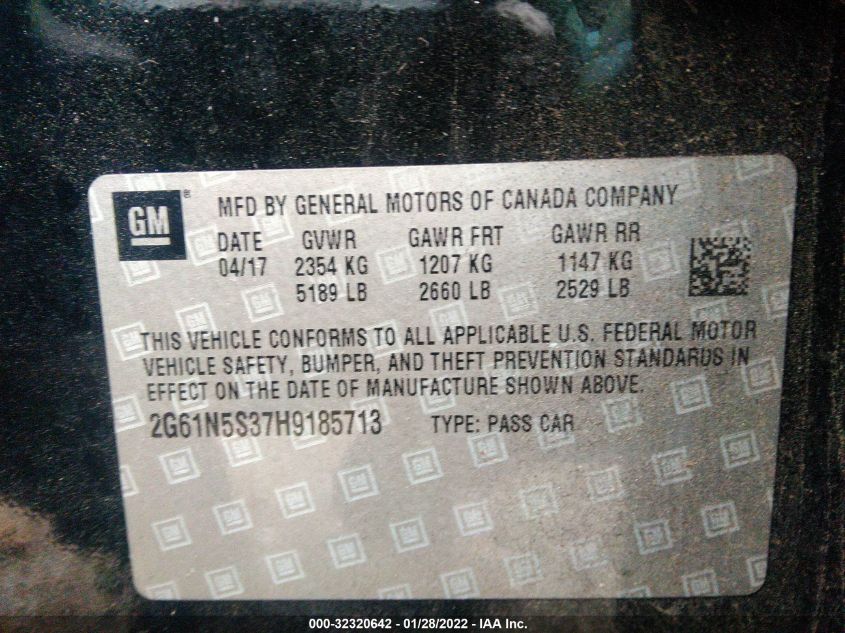 GM ® MFD BY GENERAL MOTORS OF CANADA COMPANY
DATE GVWR GAWR FRT GAWR RR
04/17 2354 KG 1207 KG 1147 KG
5189 LB 2660 LB 2529 LB
THIS VEHICLE CONFORMS TO ALL APPLICABLE U.S. FEDERAL MOTOR
VEHICLE SAFETY, BUMPER, AND THEFT PREVENTION STANDARDS IN
EFFECT ON THE DATE OF MANUFACTURE SHOWN ABOVE.
2G61N5S37H9185713 TYPE: PASS CAR
000-32320642 - 01/28/2022 - IAA Inc.